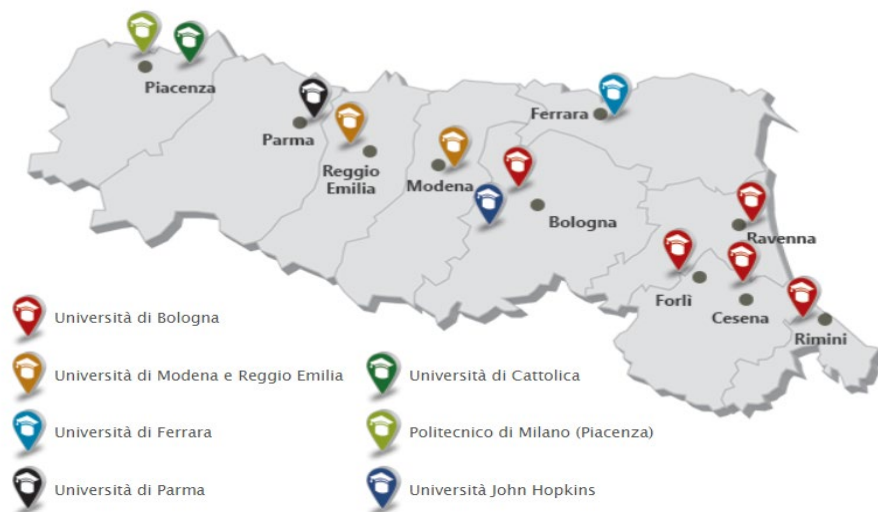 Piacenza
Ferrara
Parma
Reggio
Emilia
Modena
Bologna
Ravenna
Forlì
Cesena
Rimini
Università di Bologna
Università di Modena e Reggio Emilia
Università di Cattolica
Università di Ferrara
Politecnico di Milano (Piacenza)
Università di Parma
Università John Hopkins